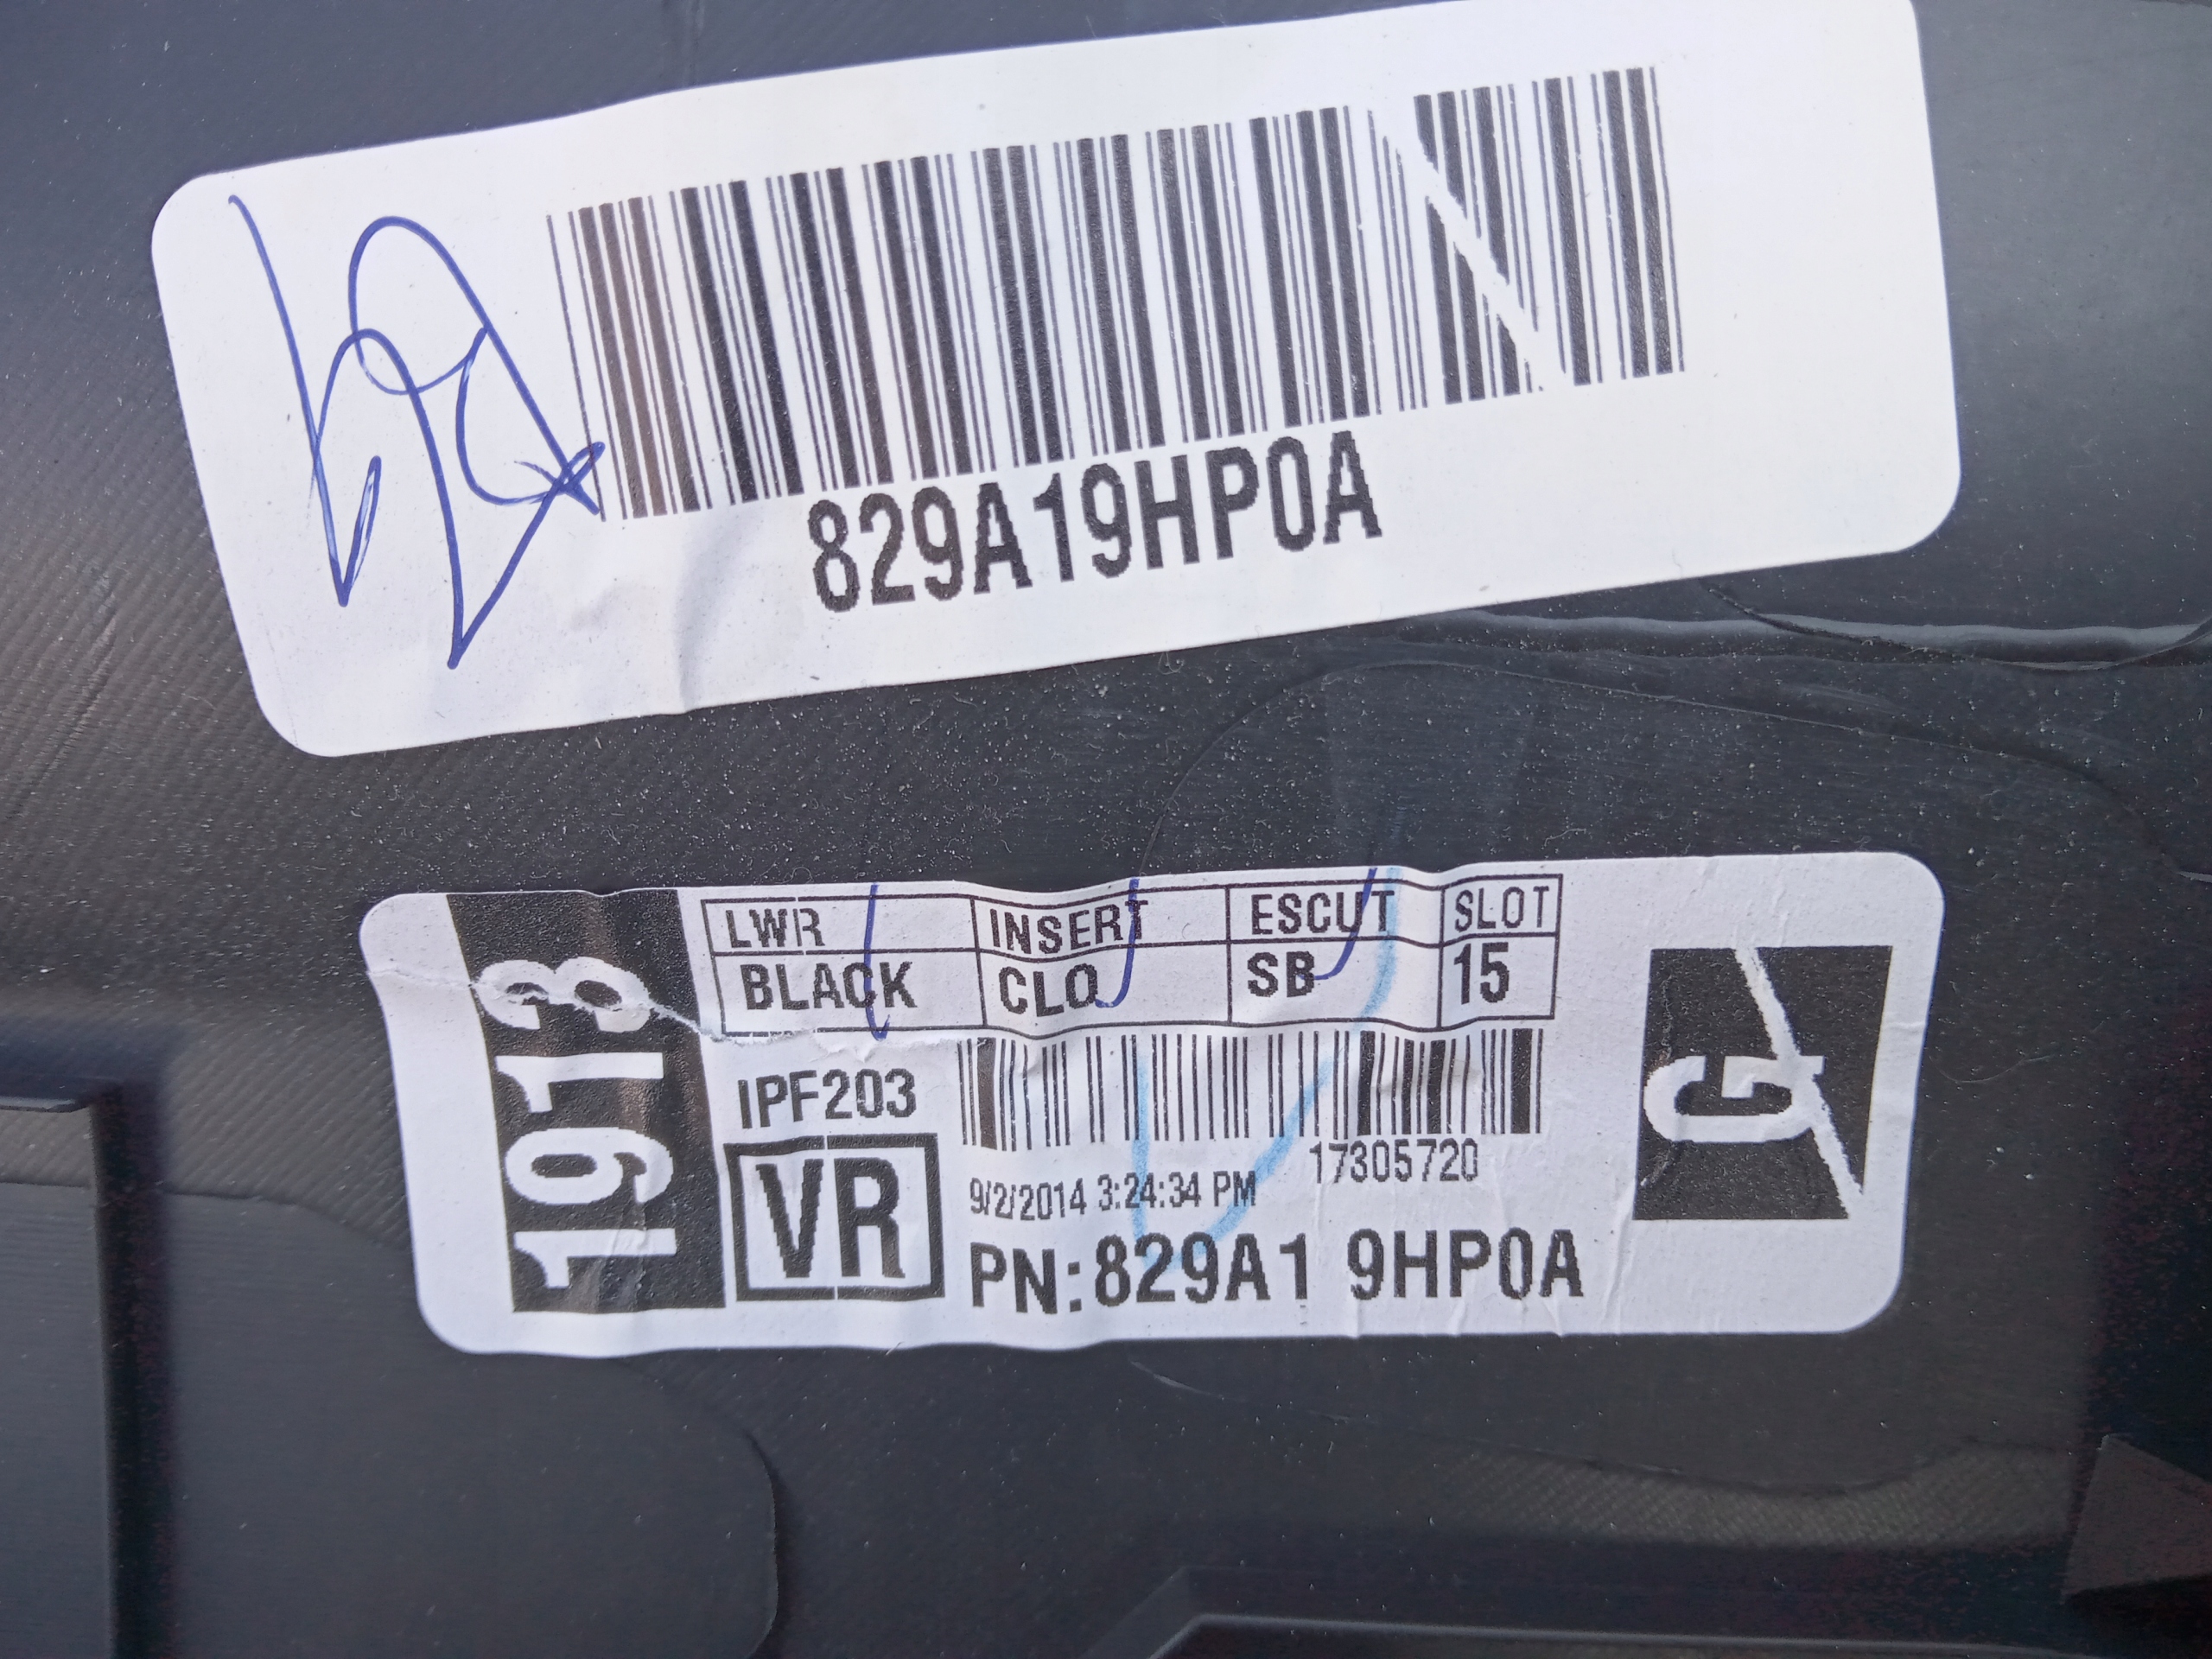 829A19HP0A
1913
LWR INSERT ESCUT SLOT
BLACK CLO SB 15
IPF203
17305720
VR
9/2/2014 3:24:34 PM
PN:829A1 9HP0A
G